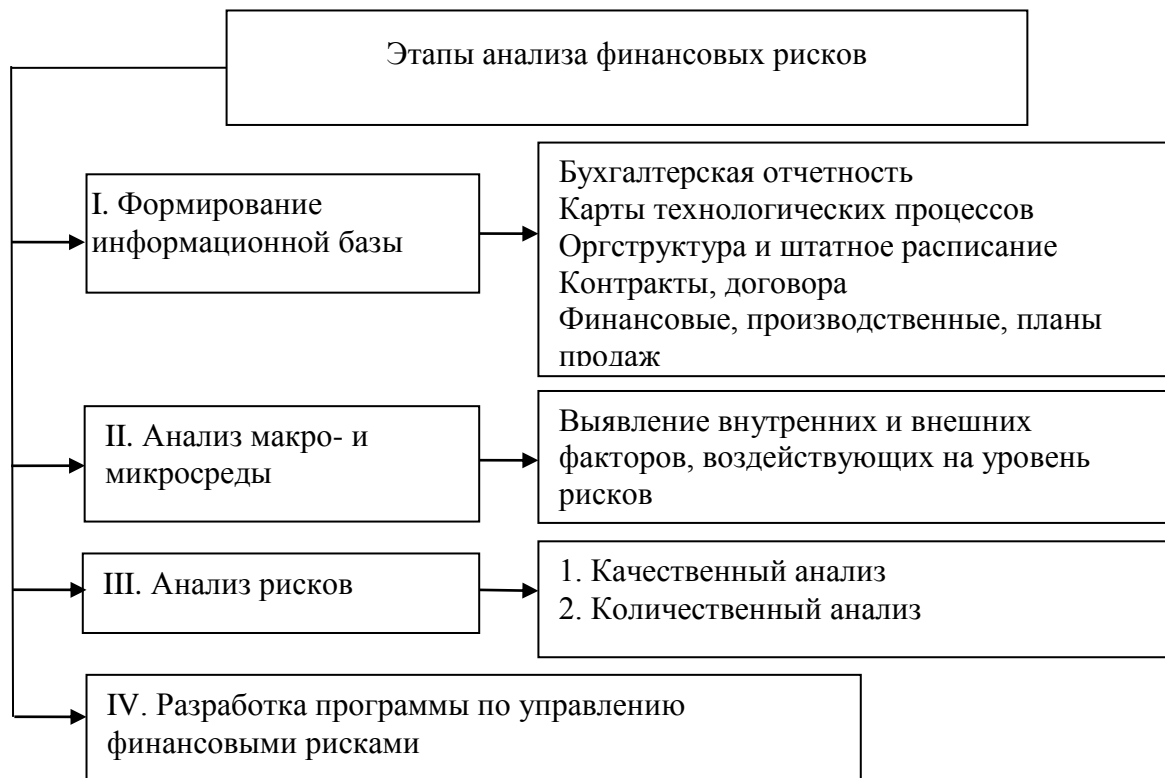 Этапы анализа финансовых рисков
I. Формирование
информационной базы
Бухгалтерская отчетность
Карты технологических процессов
Оргструктура и штатное расписание
Контракты, договора
Финансовые, производственные, планы
продаж
II. Анализ макро- и
микросреды
Выявление внутренних и внешних
факторов, воздействующих на уровень
рисков
III. Анализ рисков
1. Качественный анализ
2. Количественный анализ
IV. Разработка программы по управлению
финансовыми рисками